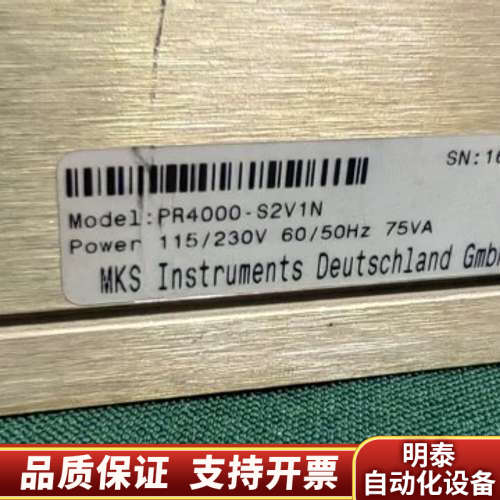 SN:16
Model:PR4000-S2V1N
Power 115/230V 60/50Hz 75VA
MKS Instruments Deutschland Gmb
品质保证 支持开票
明泰
自动化设备